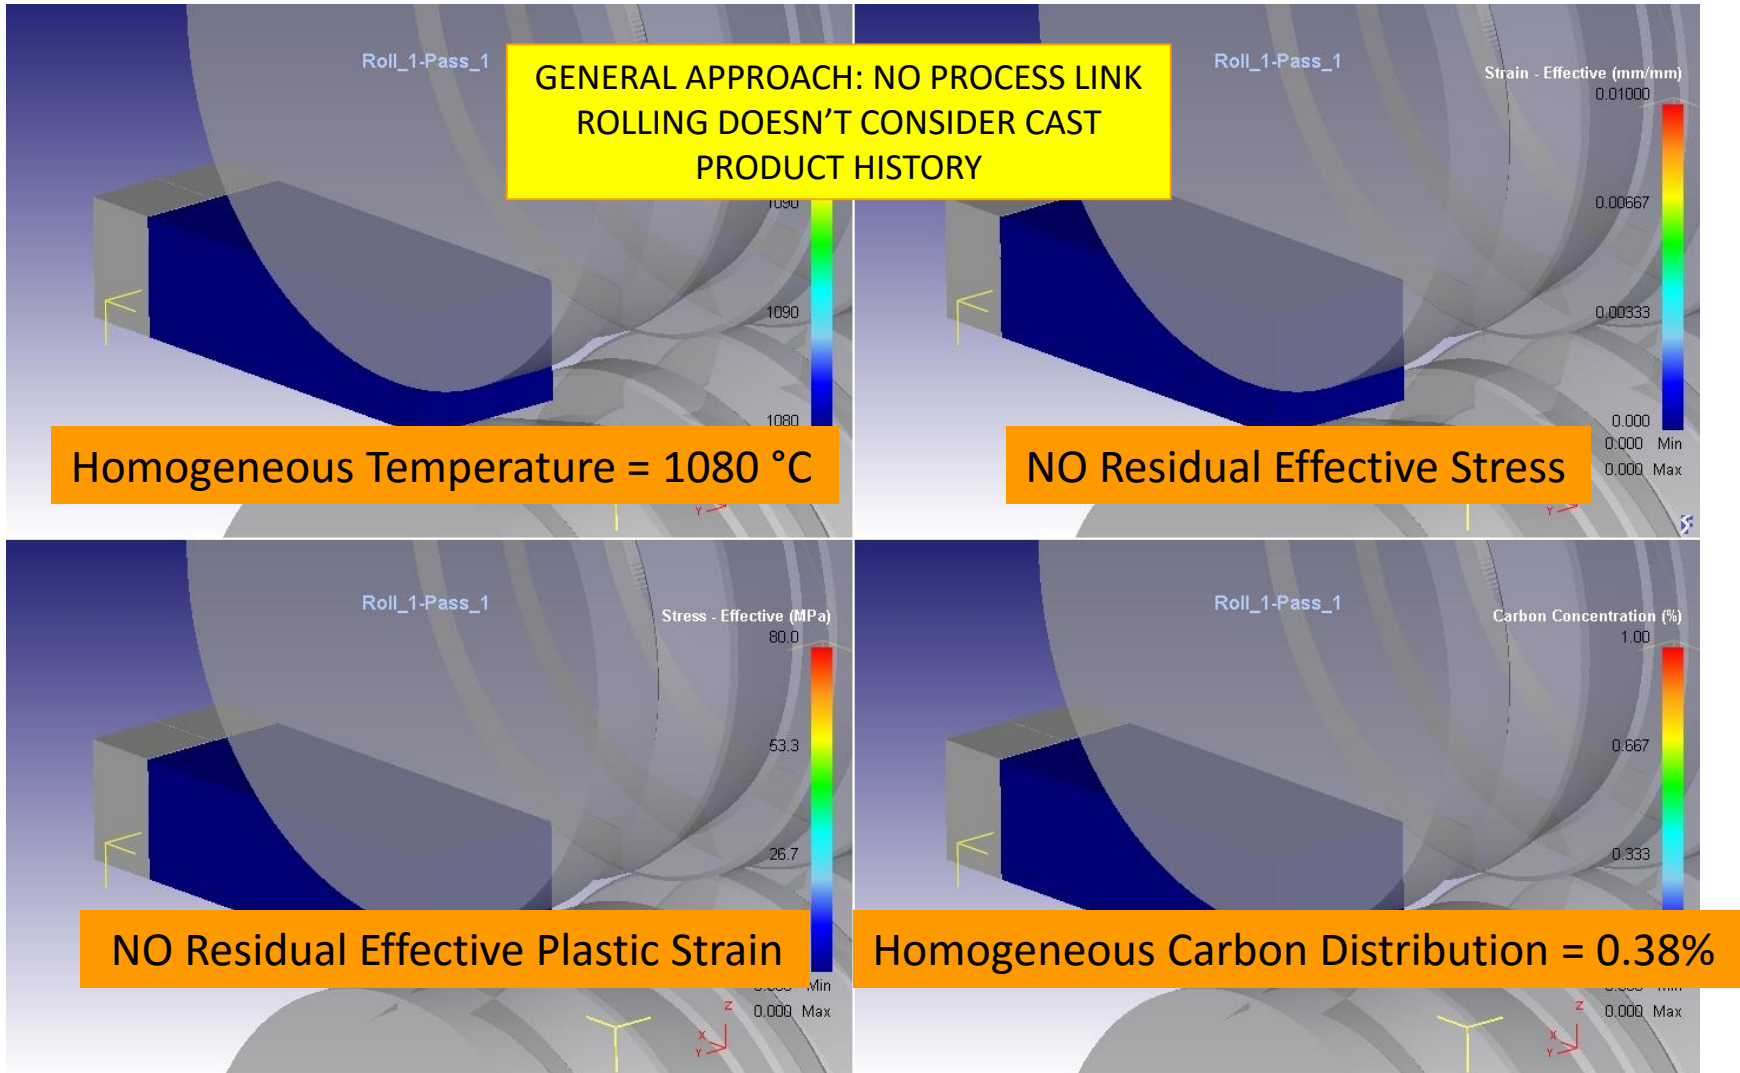 Roll_1-Pass_1
GENERAL APPROACH: NO PROCESS LINK
ROLLING DOESN'T CONSIDER CAST
PRODUCT HISTORY
1090
1090
1080
Homogeneous Temperature = 1080 °C
Y
Roll_1-Pass_1
Strain - Effective (mm/mm)
0.01000
0.00667
0.00333
0.000
0.000 Min
0.000 Max
NO Residual Effective Stress
Y
Roll_1-Pass_1
Stress - Effective (MPa)
80.0
53.3
26.7
NO Residual Effective Plastic Strain
Min
0.000 Max
Z
X
Y
Roll_1-Pass_1
Carbon Concentration (%)
1.00
0.667
0.333
Homogeneous Carbon Distribution = 0.38%
Min
0.000 Max
Z
X
Y